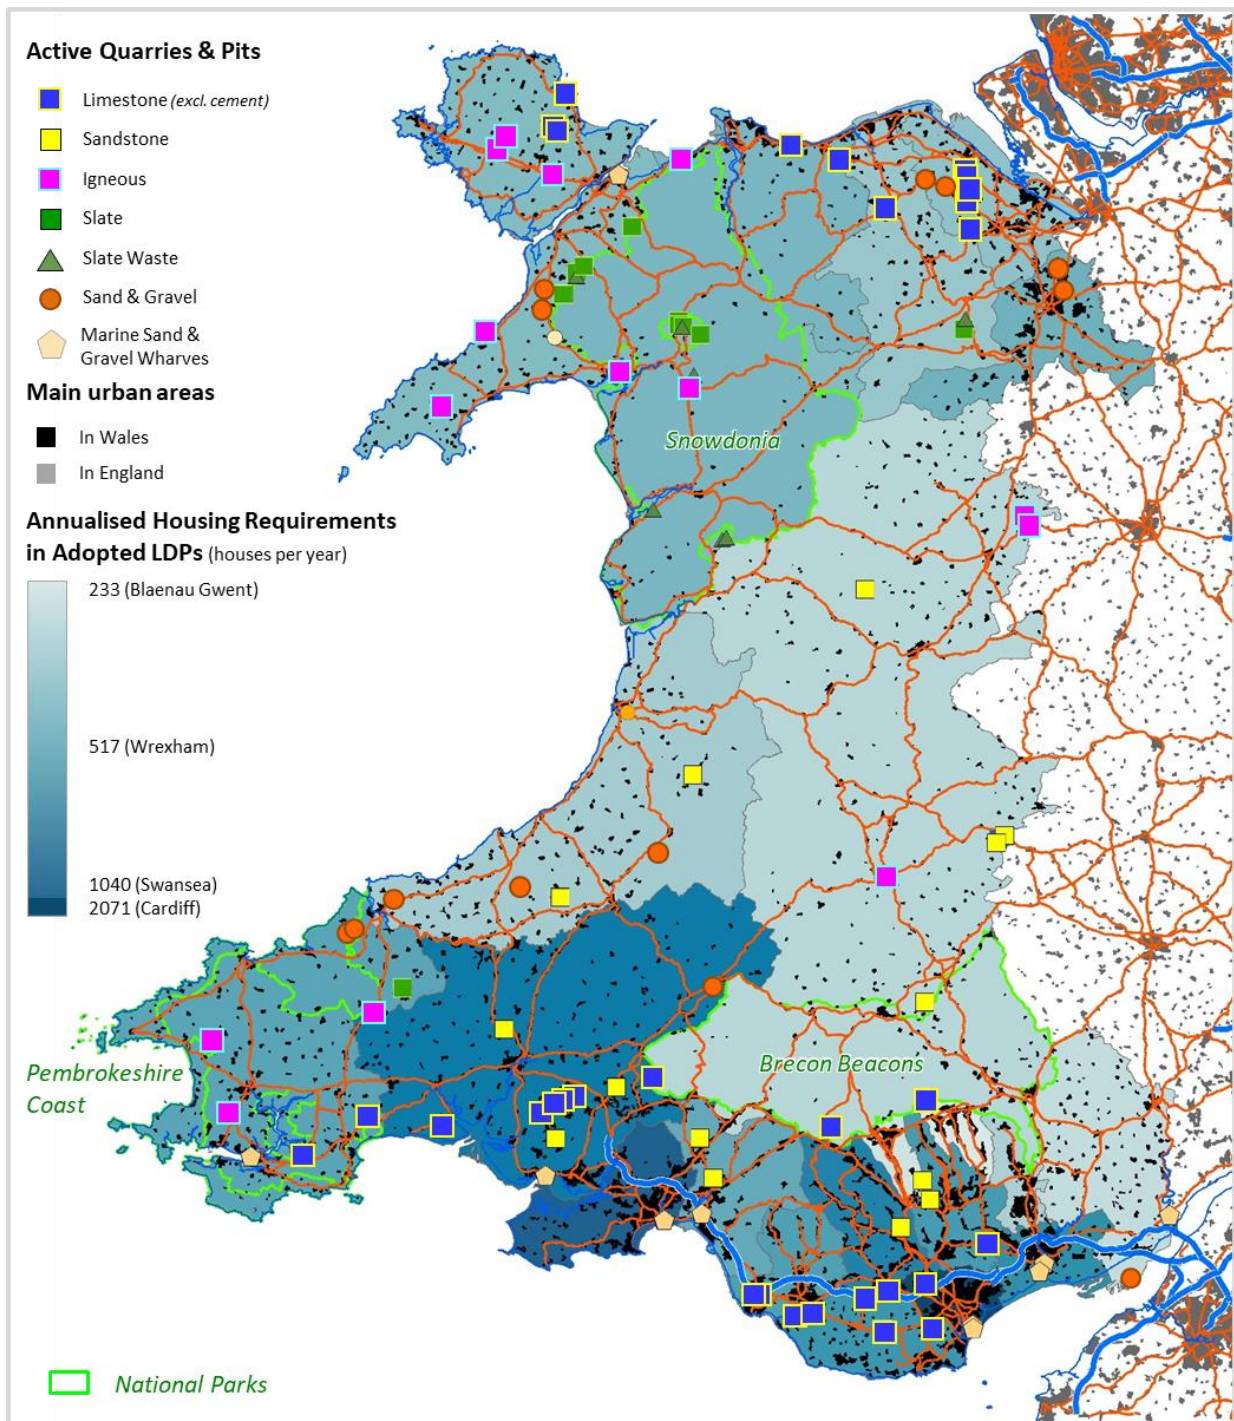 Active Quarries & Pits
Limestone (excl. cement)
Sandstone
Igneous
Slate
Slate Waste
Sand & Gravel
Marine Sand &
Gravel Wharves
Main urban areas
In Wales
In England
Annualised Housing Requirements
in Adopted LDPs (houses per year)
233 (Blaenau Gwent)
517 (Wrexham)
1040 (Swansea)
2071 (Cardiff)
Snowdonia
Pembrokeshire
Coast
Brecon Beacons
National Parks